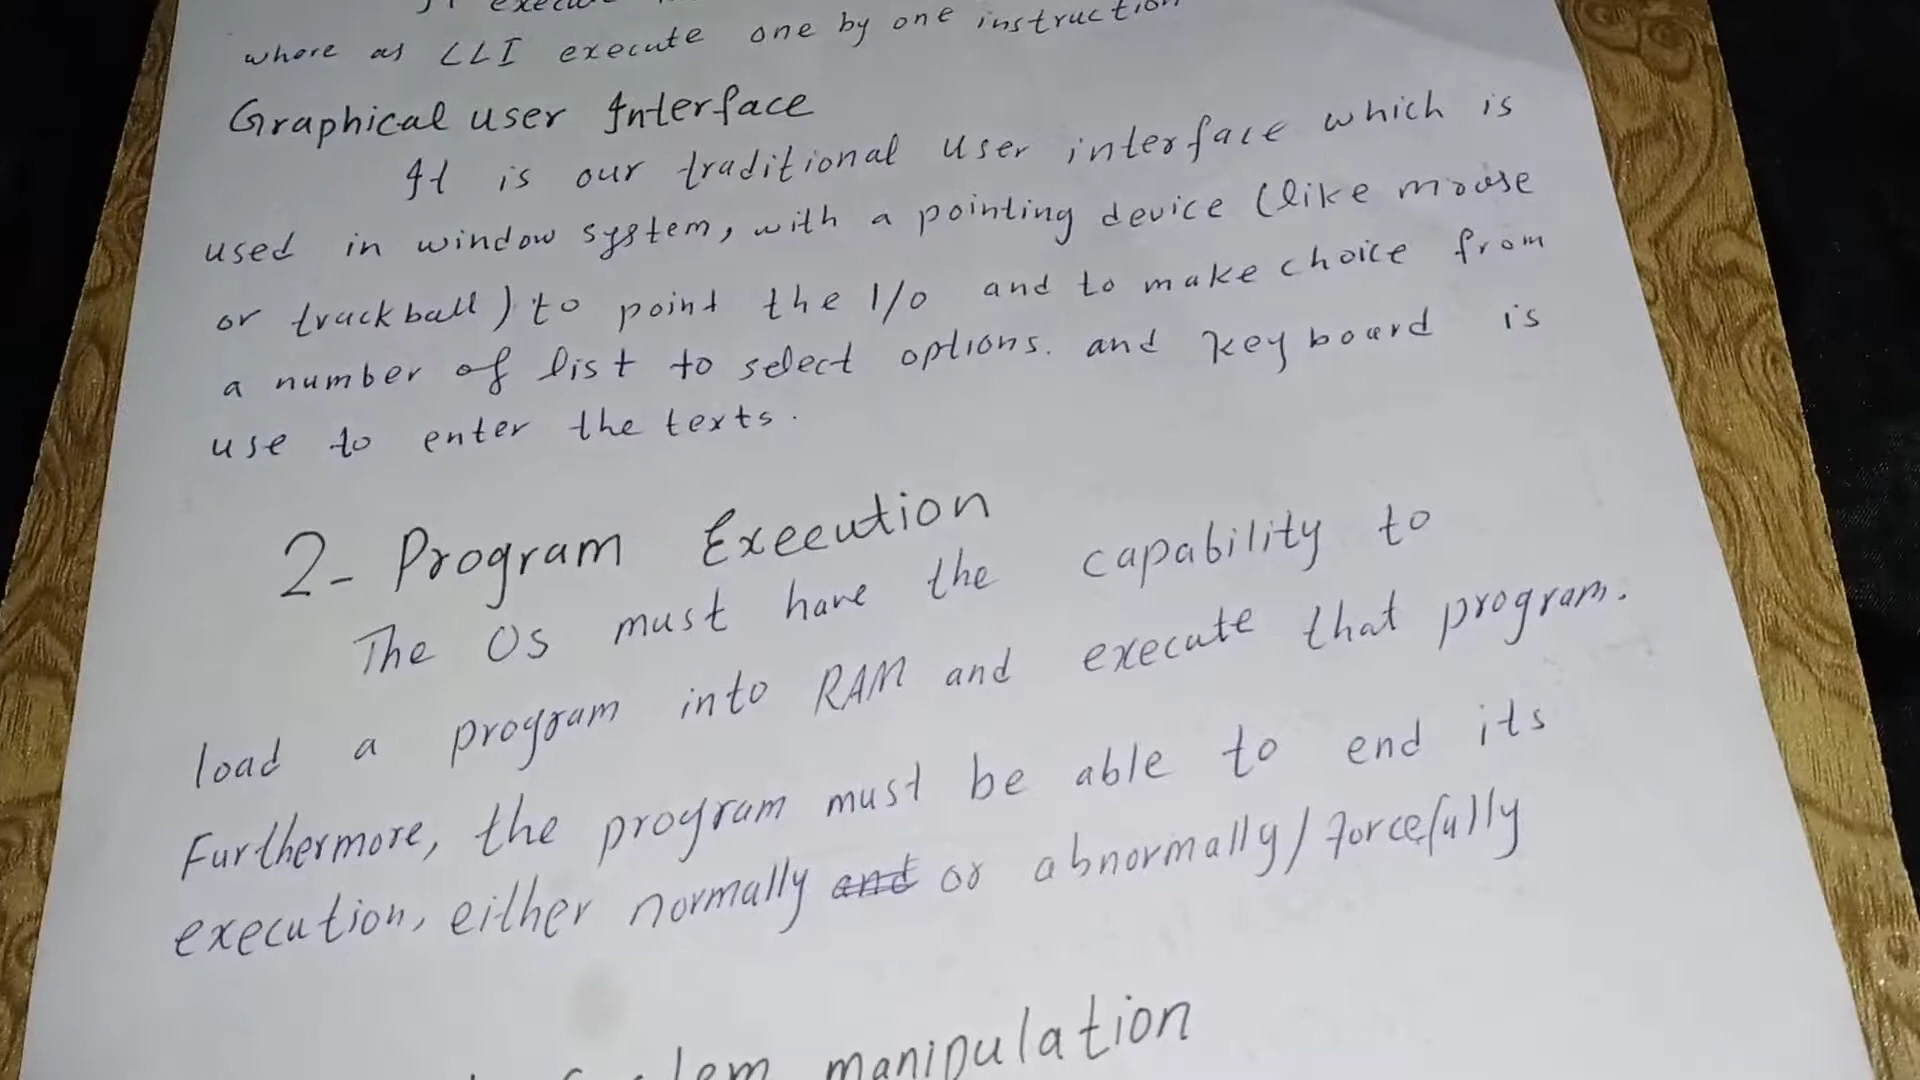 execute
where as CLI execute one by one instruction
Graphical user Interface
It is our traditional user interface which is
used in window system, with a pointing device (like mouse
or trackball) to point the I/o and to make choice from
a number of list to select options. and keyboard is
use to enter the texts.
2- Program Execution
The OS must have the capability to
load a program into RAM and execute that program.
Furthermore, the program must be able to end its
execution, either normally and or abnormally/forcefully
manipulation